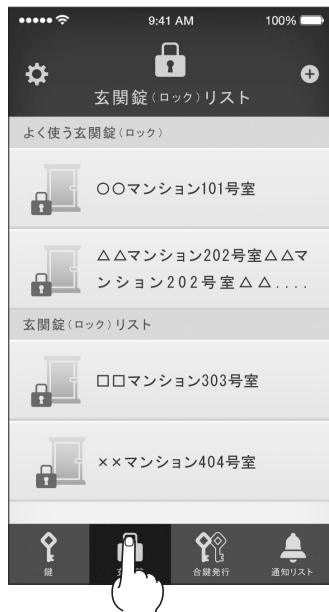 9:41 AM 100%
玄関錠（ロック）リスト
よく使う玄関錠（ロック）
○○マンション101号室
△△マンション202号室△△マ
ンション202号室△△....
玄関錠（ロック）リスト
□□マンション303号室
××マンション404号室
鍵 合鍵発行 通知リスト